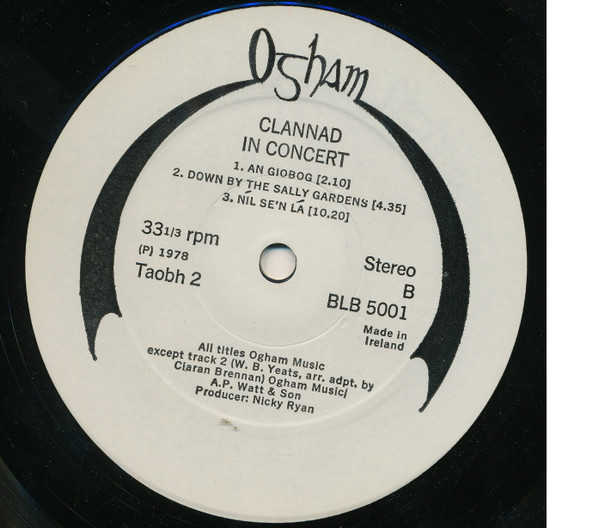 Ogham
CLANNAD
IN CONCERT
1. AN GIOBOG [2.10]
2. DOWN BY THE SALLY GARDENS [4.35]
3. NÍL SE'N LÁ [10.20]
33 1/3 rpm
(P) 1978
Taobh 2
Stereo
B
BLB 5001
Made in
Ireland
All titles Ogham Music
except track 2 (W. B. Yeats, arr. adpt. by
Ciaran Brennan) Ogham Music/
A.P. Watt & Son
Producer: Nicky Ryan